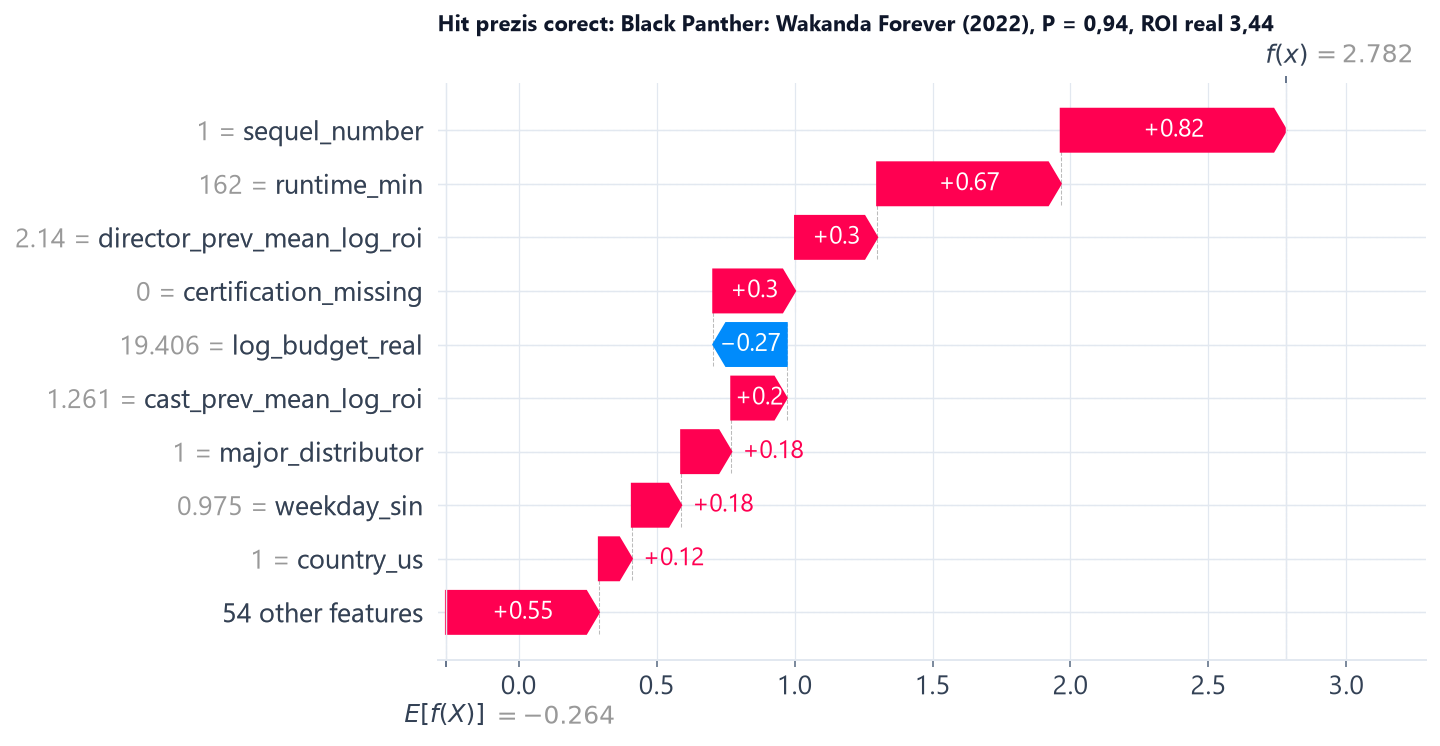 Hit prezis corect: Black Panther: Wakanda Forever (2022), P = 0,94, ROI real 3,44
f(x) = 2.782
1 = sequel_number +0.82
162 = runtime_min +0.67
2.14 = director_prev_mean_log_roi +0.3
0 = certification_missing +0.3
19.406 = log_budget_real −0.27
1.261 = cast_prev_mean_log_roi +0.2
1 = major_distributor +0.18
0.975 = weekday_sin +0.18
1 = country_us +0.12
54 other features +0.55
0.0 0.5 1.0 1.5 2.0 2.5 3.0
E[f(X)] = −0.264